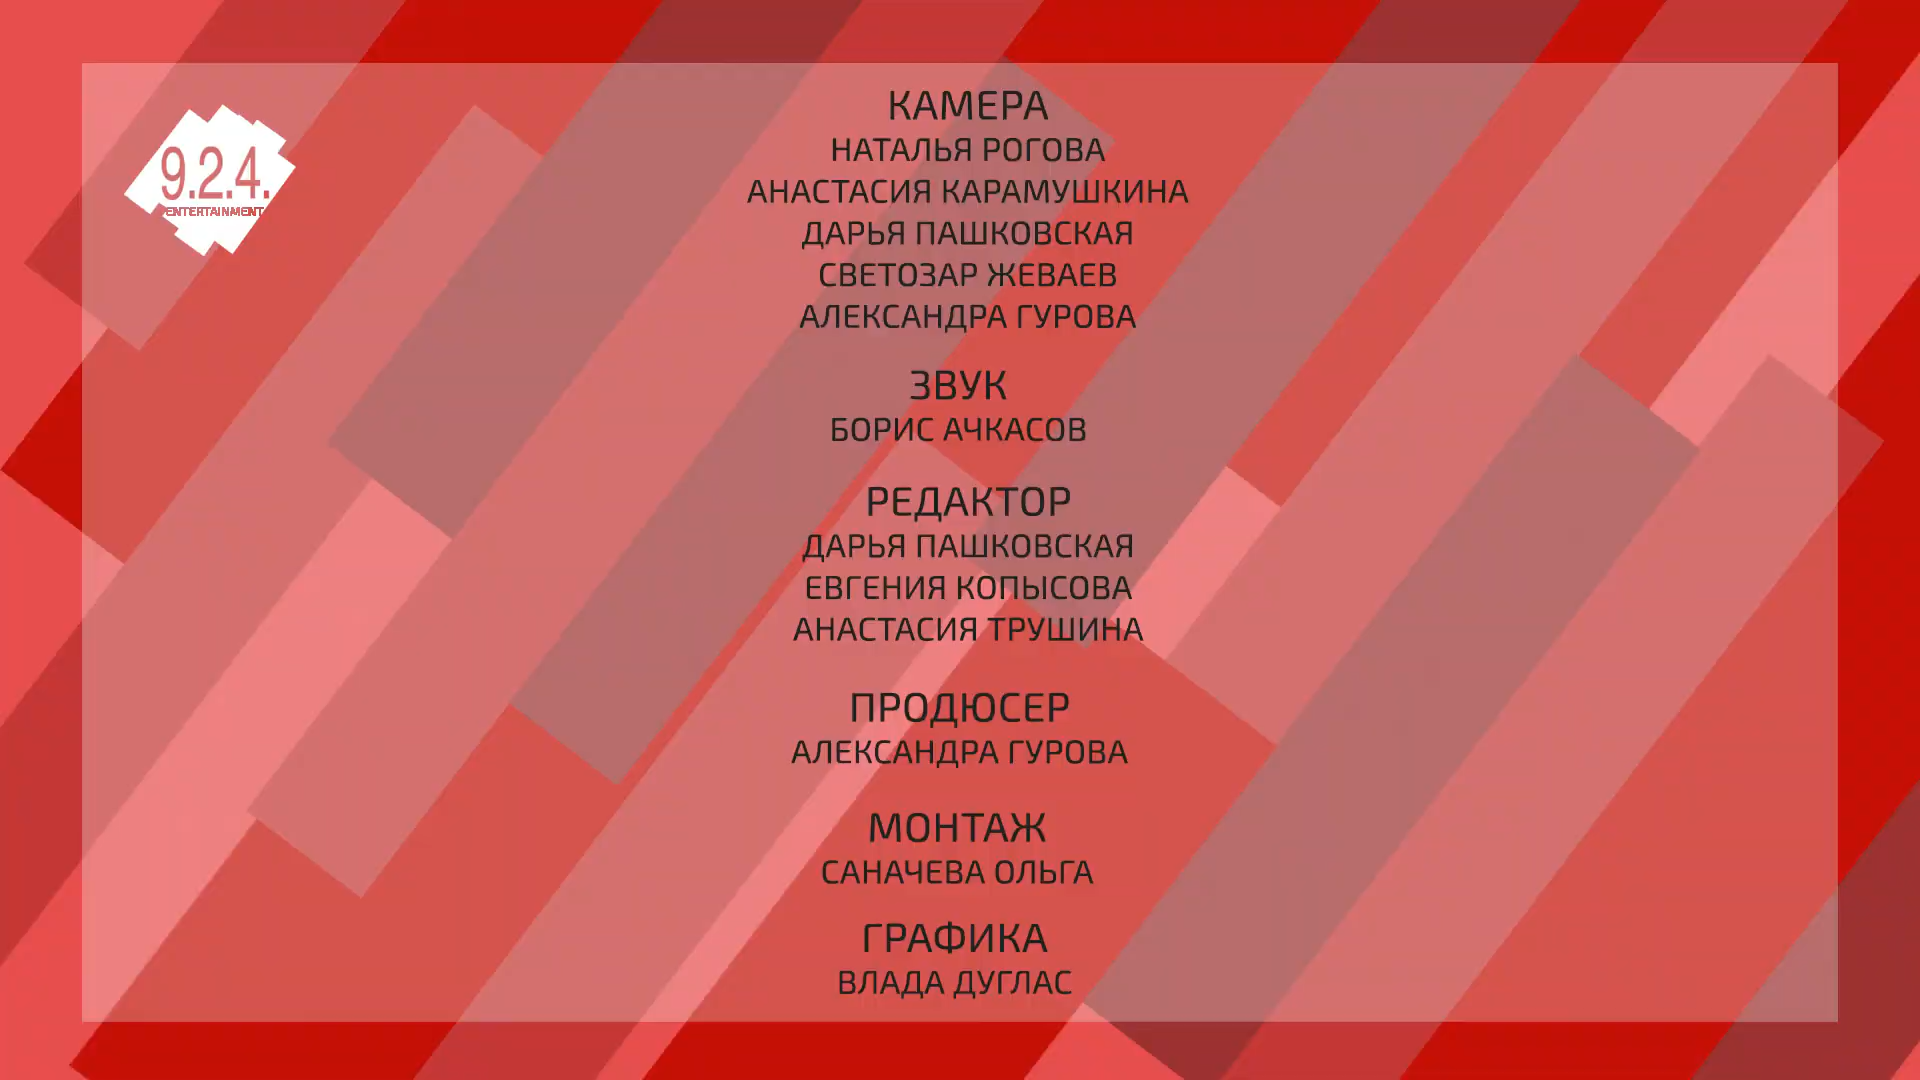 9.2.4.
ENTERTAINMENT
КАМЕРА
НАТАЛЬЯ РОГОВА
АНАСТАСИЯ КАРАМУШКИНА
ДАРЬЯ ПАШКОВСКАЯ
СВЕТОЗАР ЖЕВАЕВ
АЛЕКСАНДРА ГУРОВА
ЗВУК
БОРИС АЧКАСОВ
РЕДАКТОР
ДАРЬЯ ПАШКОВСКАЯ
ЕВГЕНИЯ КОПЫСОВА
АНАСТАСИЯ ТРУШИНА
ПРОДЮСЕР
АЛЕКСАНДРА ГУРОВА
МОНТАЖ
САНАЧЕВА ОЛЬГА
ГРАФИКА
ВЛАДА ДУГЛАС